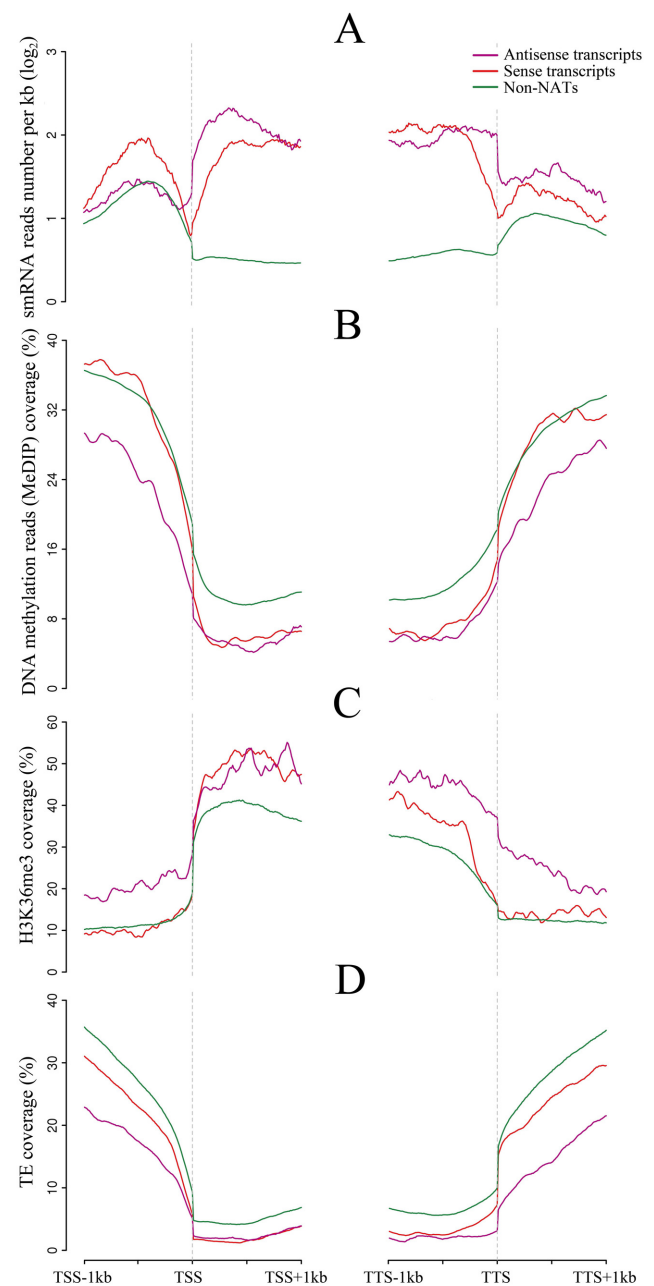 A
smRNA reads number per kb (log2)
3
2
1
0
Antisense transcripts
Sense transcripts
Non-NATs
B
DNA methylation reads (MeDIP) coverage (%)
40
32
24
16
8
0
C
H3K36me3 coverage (%)
60
50
40
30
20
10
0
D
TE coverage (%)
40
30
20
10
0
TSS-1kb TSS TSS+1kb TTS-1kb TTS TTS+1kb